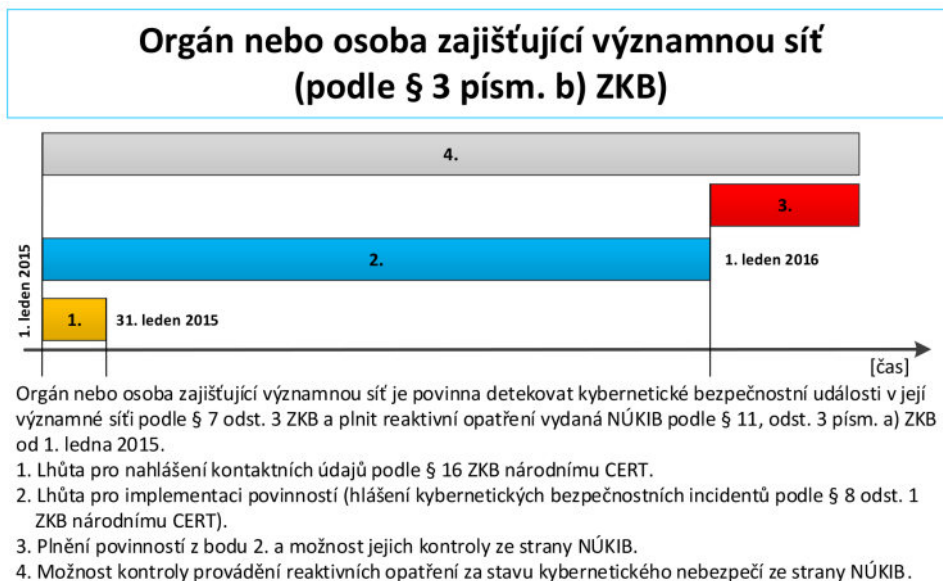 Orgán nebo osoba zajišťující významnou síť
(podle § 3 písm. b) ZKB)
4.
3.
1. leden 2015
2.
1. leden 2016
1.
31. leden 2015
[čas]
Orgán nebo osoba zajišťující významnou síť je povinna detekovat kybernetické bezpečnostní události v její
významné síťi podle § 7 odst. 3 ZKB a plnit reaktivní opatření vydaná NÚKIB podle § 11, odst. 3 písm. a) ZKB
od 1. ledna 2015.
1. Lhůta pro nahlášení kontaktních údajů podle § 16 ZKB národnímu CERT.
2. Lhůta pro implementaci povinností (hlášení kybernetických bezpečnostních incidentů podle § 8 odst. 1
ZKB národnímu CERT).
3. Plnění povinností z bodu 2. a možnost jejich kontroly ze strany NÚKIB.
4. Možnost kontroly provádění reaktivních opatření za stavu kybernetického nebezpečí ze strany NÚKIB.